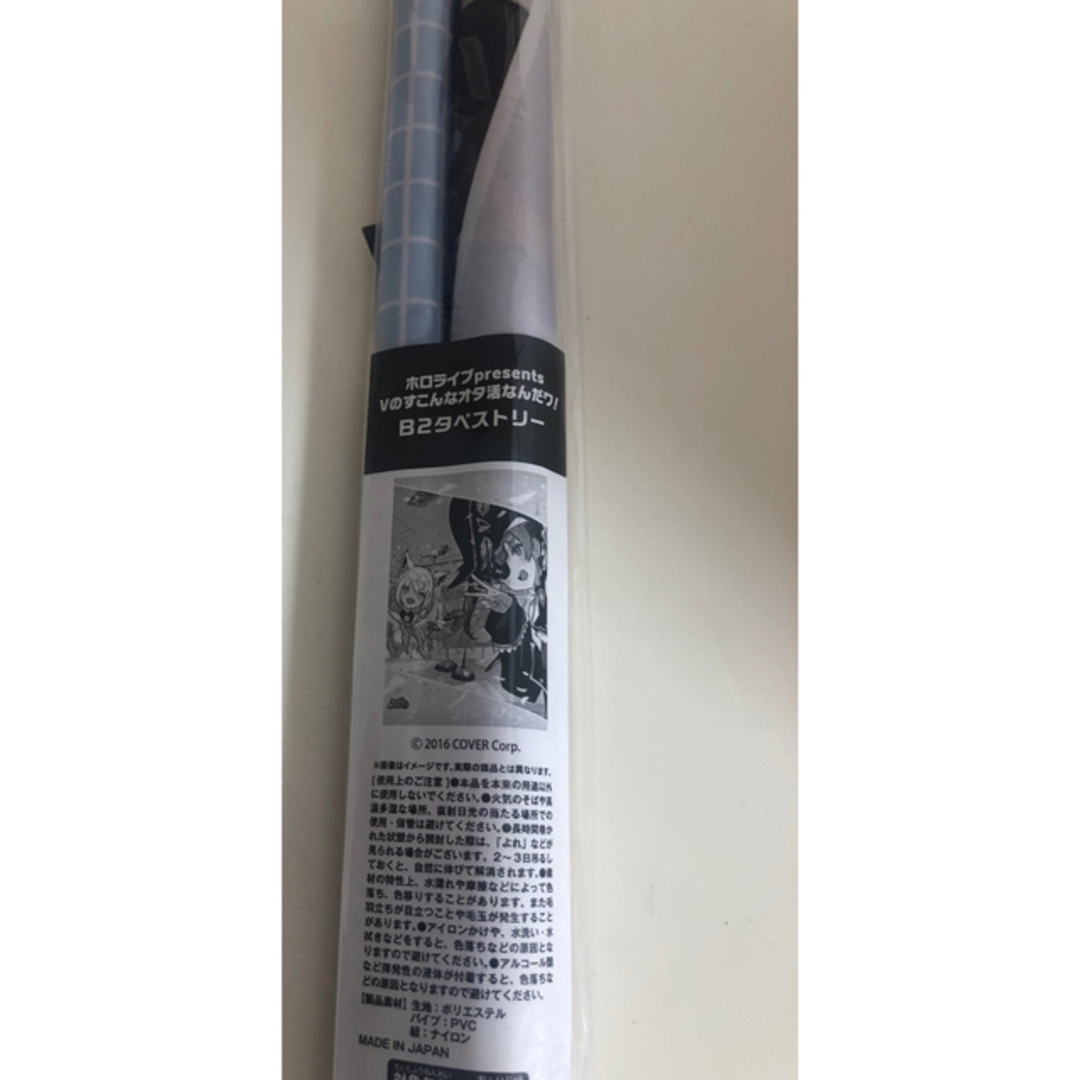 ホロライブpresents
Vのすこんなオタ活なんだワ!
B2タペストリー
© 2016 COVER Corp.
※画像はイメージです。実際の商品とは異なります。
【使用上のご注意】●本品を本来の用途以外
に使用しないでください。●火気のそばや高
温多湿な場所、直射日光の当たる場所での
使用・保管は避けてください。●長時間巻か
れた状態から開封した際は、「よれ」などが
見られる場合がございます。2～3日吊るし
ておくと、自然に伸びて解消されます。●素
材の特性上、水濡れや摩擦などによって色
落ち、色移りすることがあります。また毛
羽立ちが目立つことや毛玉が発生すること
があります。●アイロンかけや、水洗い・水
拭きなどをすると、色落ちなどの原因とな
りますので避けてください。●アルコール類
など揮発性の液体が付着すると、色落ちな
どの原因となりますので避けてください。
【製品素材】生地：ポリエステル
パイプ：PVC
紐：ナイロン
MADE IN JAPAN
たいしょうねんれい